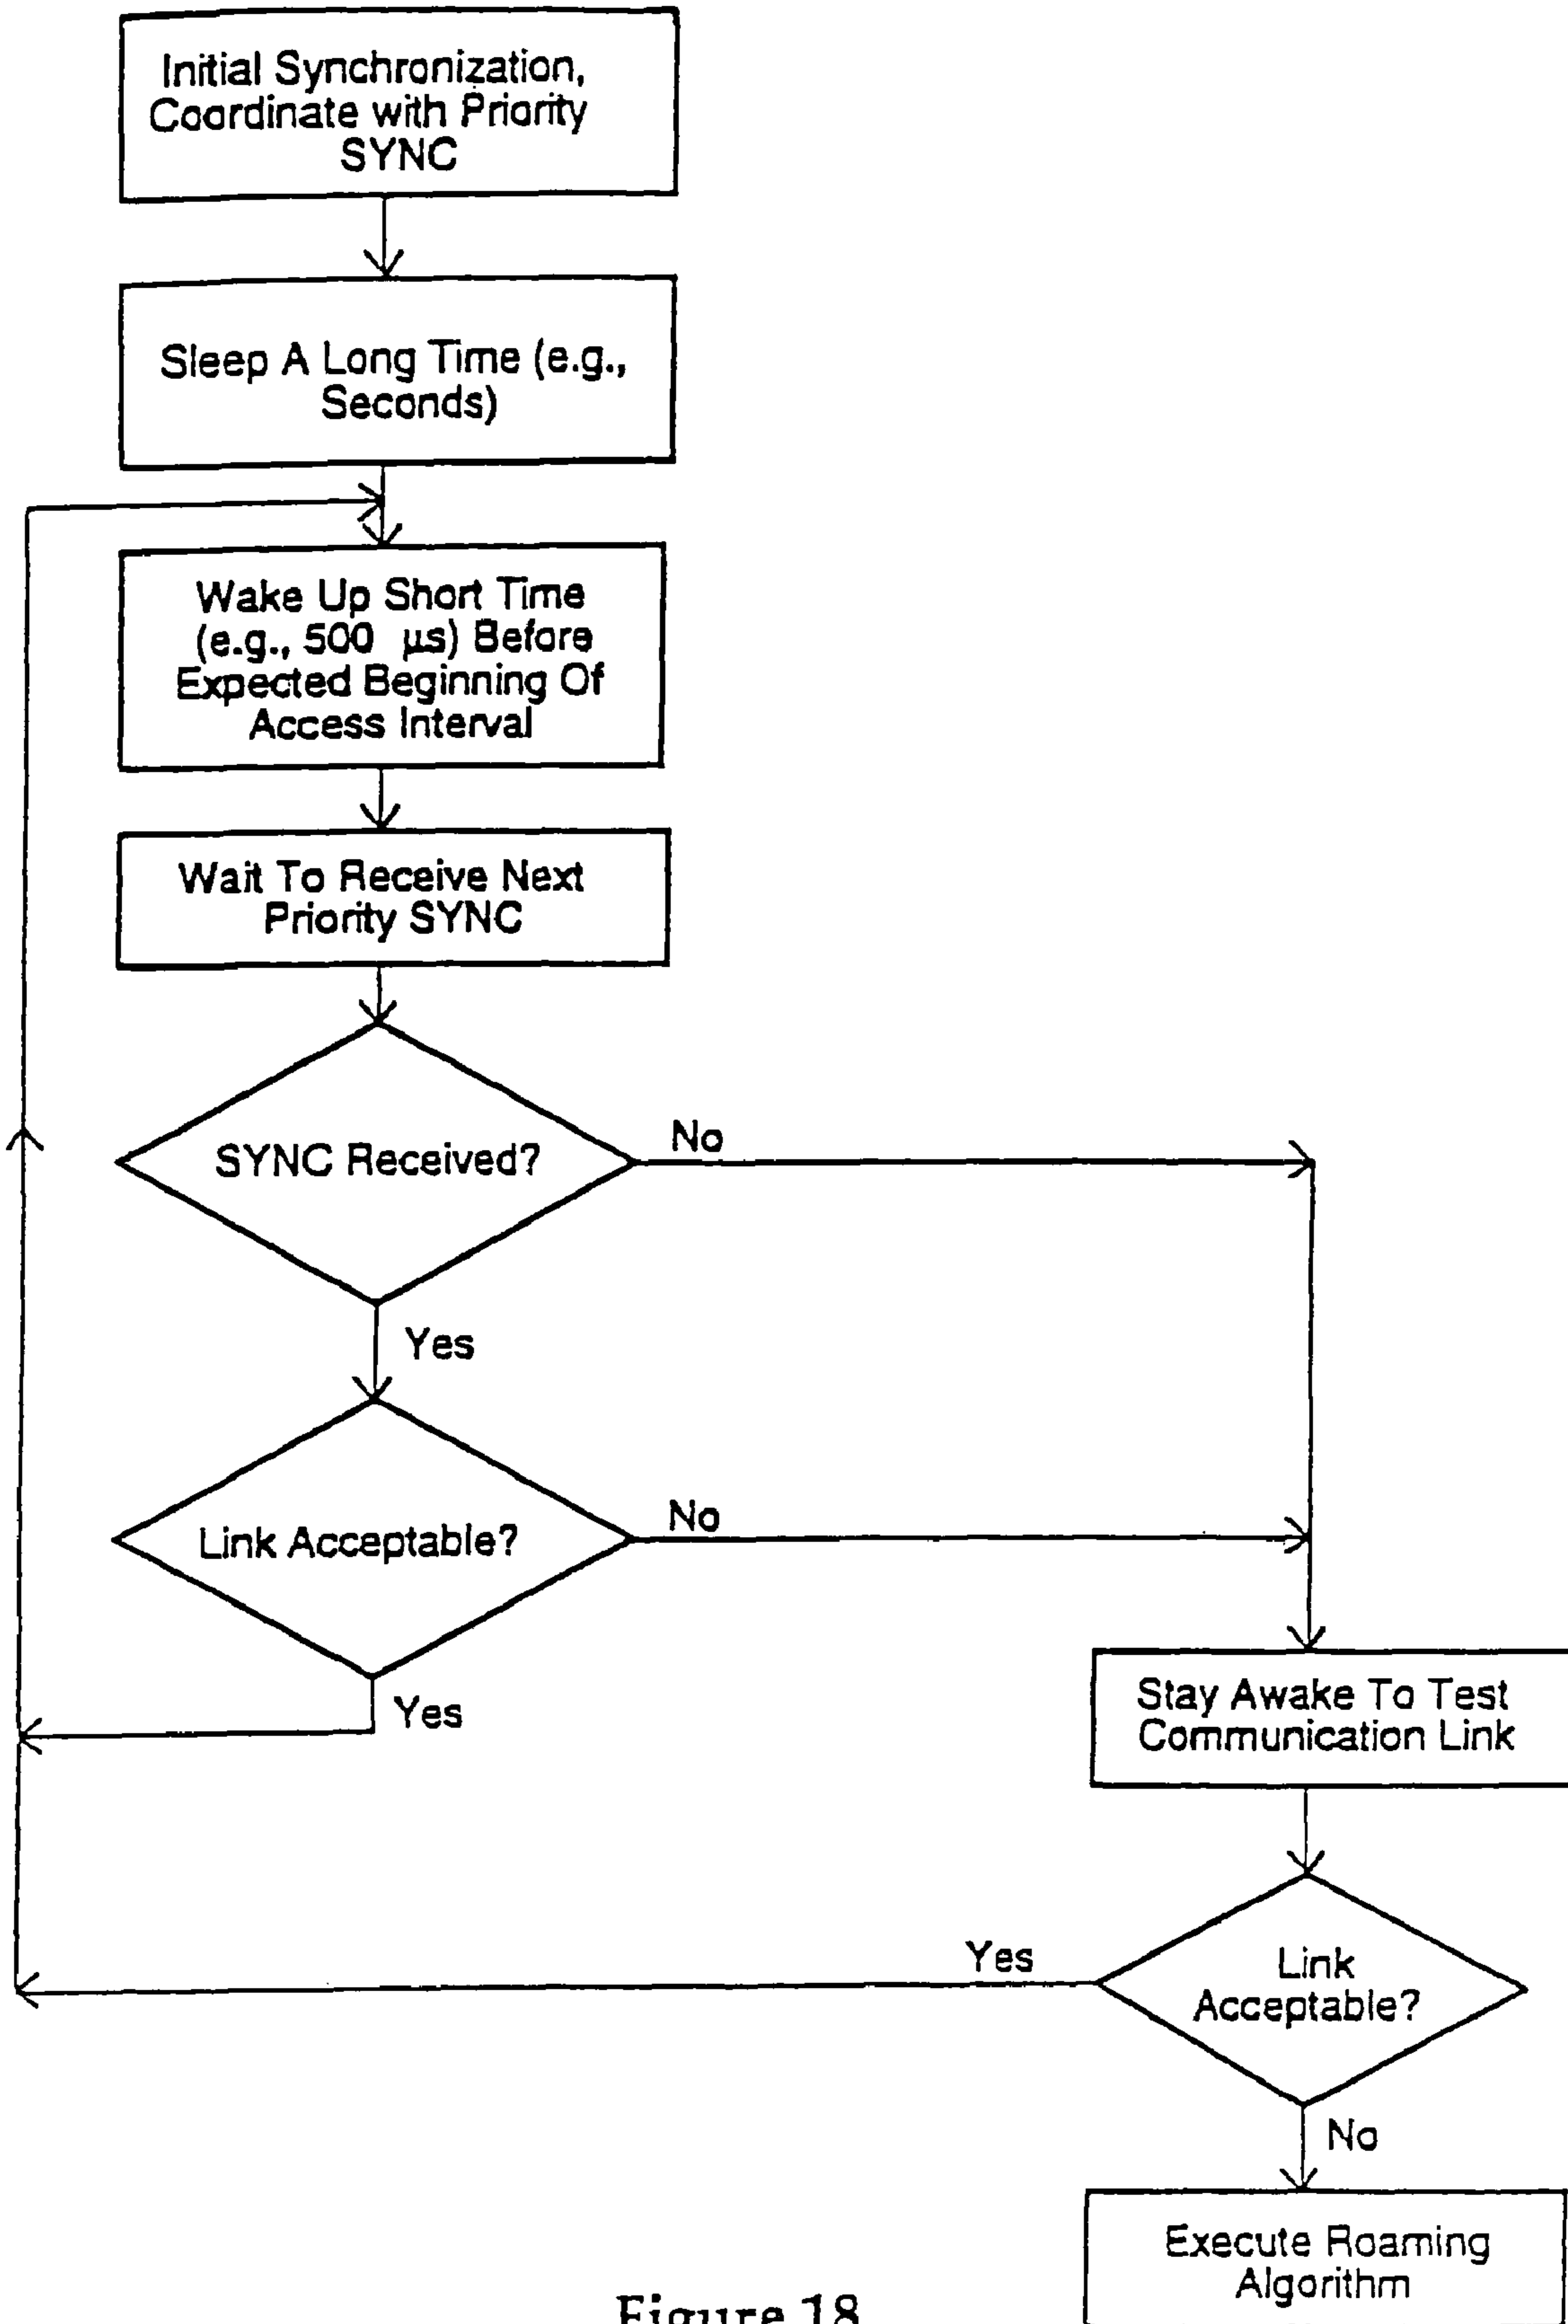 Initial Synchronization,
Coordinate with Priority
SYNC
Sleep A Long Time (e.g.,
Seconds)
Wake Up Short Time
(e.g., 500 µs) Before
Expected Beginning Of
Access Interval
Wait To Receive Next
Priority SYNC
SYNC Received?
No
Yes
Link Acceptable?
No
Yes
Stay Awake To Test
Communication Link
Yes
Link
Acceptable?
No
Execute Roaming
Algorithm
Figure 18